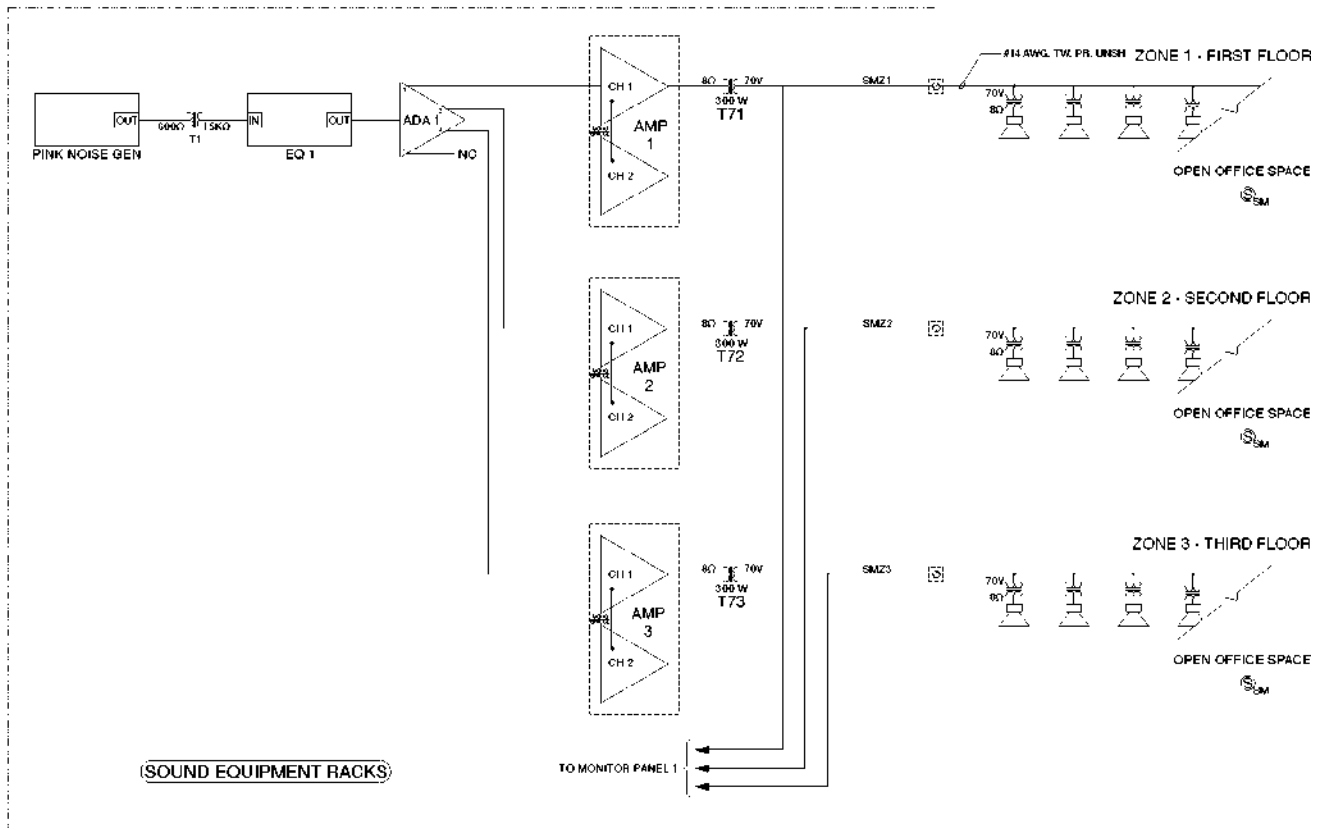 #14 AWG. TW. PR. UNSH ZONE 1 - FIRST FLOOR
8Ω 70V SMZ1
CH 1
300 W
T71
70V
8Ω
OUT 600Ω 15KΩ IN OUT ADA 1
T1
PINK NOISE GEN EQ 1 NC
AMP
1
CH 2
OPEN OFFICE SPACE
S SM
ZONE 2 - SECOND FLOOR
CH 1 8Ω 70V SMZ2
300 W
T72
70V
8Ω
AMP
2
CH 2
OPEN OFFICE SPACE
S SM
ZONE 3 - THIRD FLOOR
CH 1 8Ω 70V SMZ3
300 W
T73
70V
8Ω
AMP
3
CH 2
OPEN OFFICE SPACE
S SM
SOUND EQUIPMENT RACKS
TO MONITOR PANEL 1